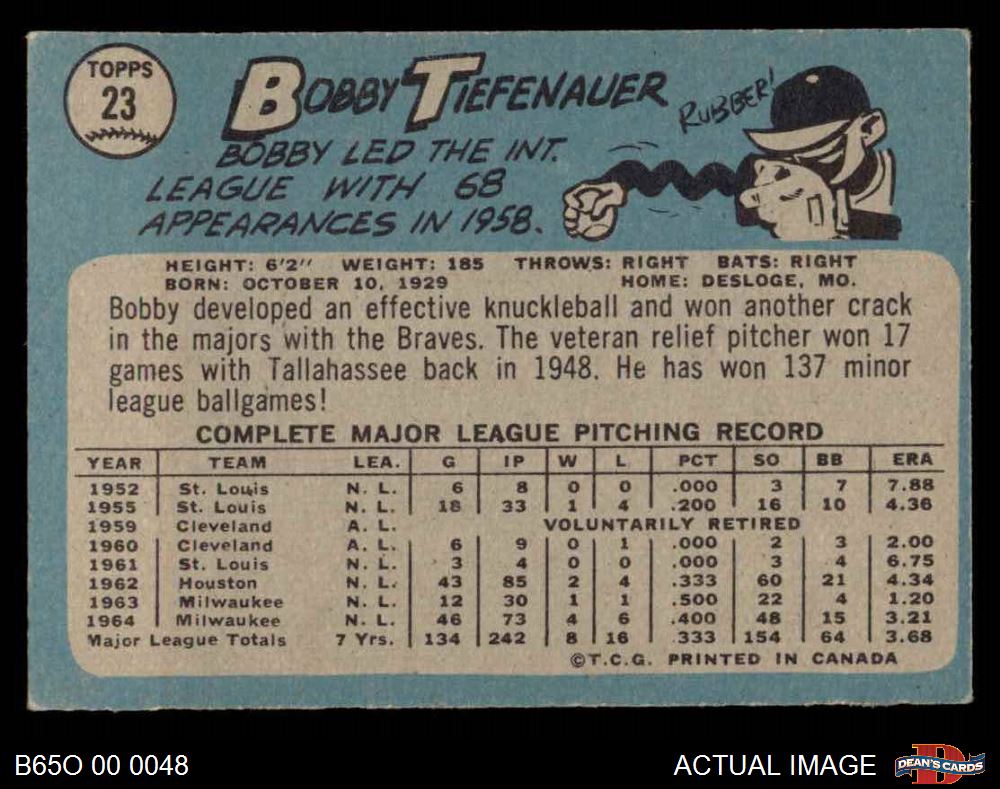 TOPPS
23
BOBBY TIEFENAUER
RUBBER!
BOBBY LED THE INT.
LEAGUE WITH 68
APPEARANCES IN 1958.
HEIGHT: 6'2" WEIGHT: 185 THROWS: RIGHT BATS: RIGHT
BORN: OCTOBER 10, 1929 HOME: DESLOGE, MO.
Bobby developed an effective knuckleball and won another crack
in the majors with the Braves. The veteran relief pitcher won 17
games with Tallahassee back in 1948. He has won 137 minor
league ballgames!
COMPLETE MAJOR LEAGUE PITCHING RECORD
YEAR TEAM LEA. G IP W L PCT SO BB ERA
1952 St. Louis N. L. 6 8 0 0 .000 3 7 7.88
1955 St. Louis N. L. 18 33 1 4 .200 16 10 4.36
1959 Cleveland A. L. VOLUNTARILY RETIRED
1960 Cleveland A. L. 6 9 0 1 .000 2 3 2.00
1961 St. Louis N. L. 3 4 0 0 .000 3 4 6.75
1962 Houston N. L. 43 85 2 4 .333 60 21 4.34
1963 Milwaukee N. L. 12 30 1 1 .500 22 4 1.20
1964 Milwaukee N. L. 46 73 4 6 .400 48 15 3.21
Major League Totals 7 Yrs. 134 242 8 16 .333 154 64 3.68
©T.C.G. PRINTED IN CANADA
B65O 00 0048
ACTUAL IMAGE
D
DEAN'S CARDS